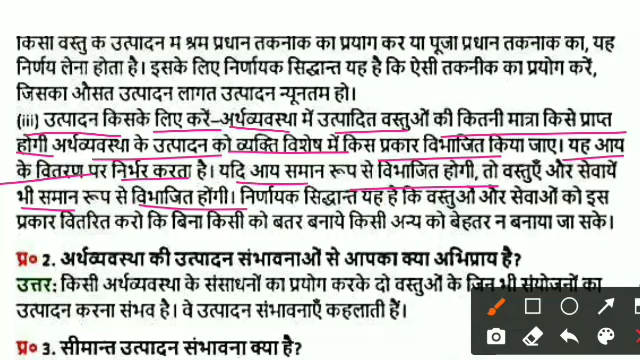 किसी वस्तु के उत्पादन में श्रम प्रधान तकनीक का प्रयोग करें या पूंजी प्रधान तकनीक का, यह
निर्णय लेना होता है। इसके लिए निर्णायक सिद्धान्त यह है कि ऐसी तकनीक का प्रयोग करें,
जिसका औसत उत्पादन लागत उत्पादन न्यूनतम हो।
(iii) उत्पादन किसके लिए करें–अर्थव्यवस्था में उत्पादित वस्तुओं की कितनी मात्रा किसे प्राप्त
होगी अर्थव्यवस्था के उत्पादन को व्यक्ति विशेष में किस प्रकार विभाजित किया जाए। यह आय
के वितरण पर निर्भर करता है। यदि आय समान रूप से विभाजित होगी, तो वस्तुएँ और सेवायें
भी समान रूप से विभाजित होंगी। निर्णायक सिद्धान्त यह है कि वस्तुओं और सेवाओं को इस
प्रकार वितरित करो कि बिना किसी को बतर बनाये किसी अन्य को बेहतर न बनाया जा सके।
प्र० 2. अर्थव्यवस्था की उत्पादन संभावनाओं से आपका क्या अभिप्राय है?
उत्तर: किसी अर्थव्यवस्था के संसाधनों का प्रयोग करके दो वस्तुओं के जिन भी संयोजनों का
उत्पादन करना संभव है। वे उत्पादन संभावनाएँ कहलाती हैं।
प्र० 3. सीमान्त उत्पादन संभावना क्या है?